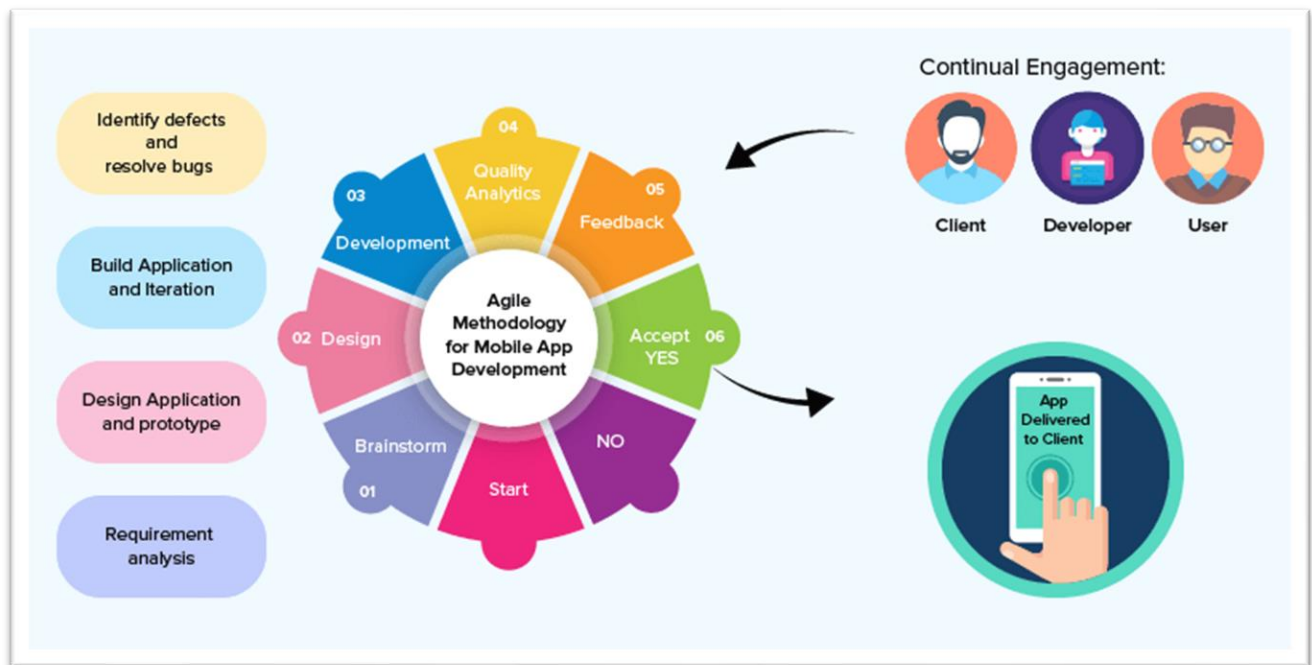 Identify defects
and
resolve bugs
Build Application
and Iteration
Design Application
and prototype
Requirement
analysis
04
Quality
Analytics
03
Development
05
Feedback
02 Design
Agile
Methodology
for Mobile App
Development
Accept 06
YES
Brainstorm
01
Start
NO
Continual Engagement:
Client
Developer
User
App
Delivered
to Client